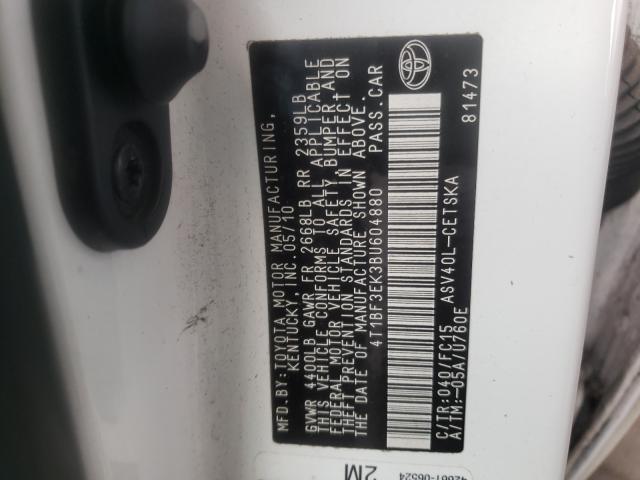 MFD.BY:TOYOTA MOTOR MANUFACTURING,
KENTUCKY, INC. 05/10
GVWR 4400LB GAWR FR 2668LB RR 2359LB
THIS VEHICLE CONFORMS TO ALL APPLICABLE
FEDERAL MOTOR VEHICLE SAFETY, BUMPER AND
THEFT PREVENTION STANDARDS IN EFFECT ON
THE DATE OF MANUFACTURE SHOWN ABOVE.
4T1BF3EK3BU604880 PASS.CAR
C/TR:040/FC15 ASV40L-CETSKA
A/TM:-05A/U760E 81473
42661-06524
2M